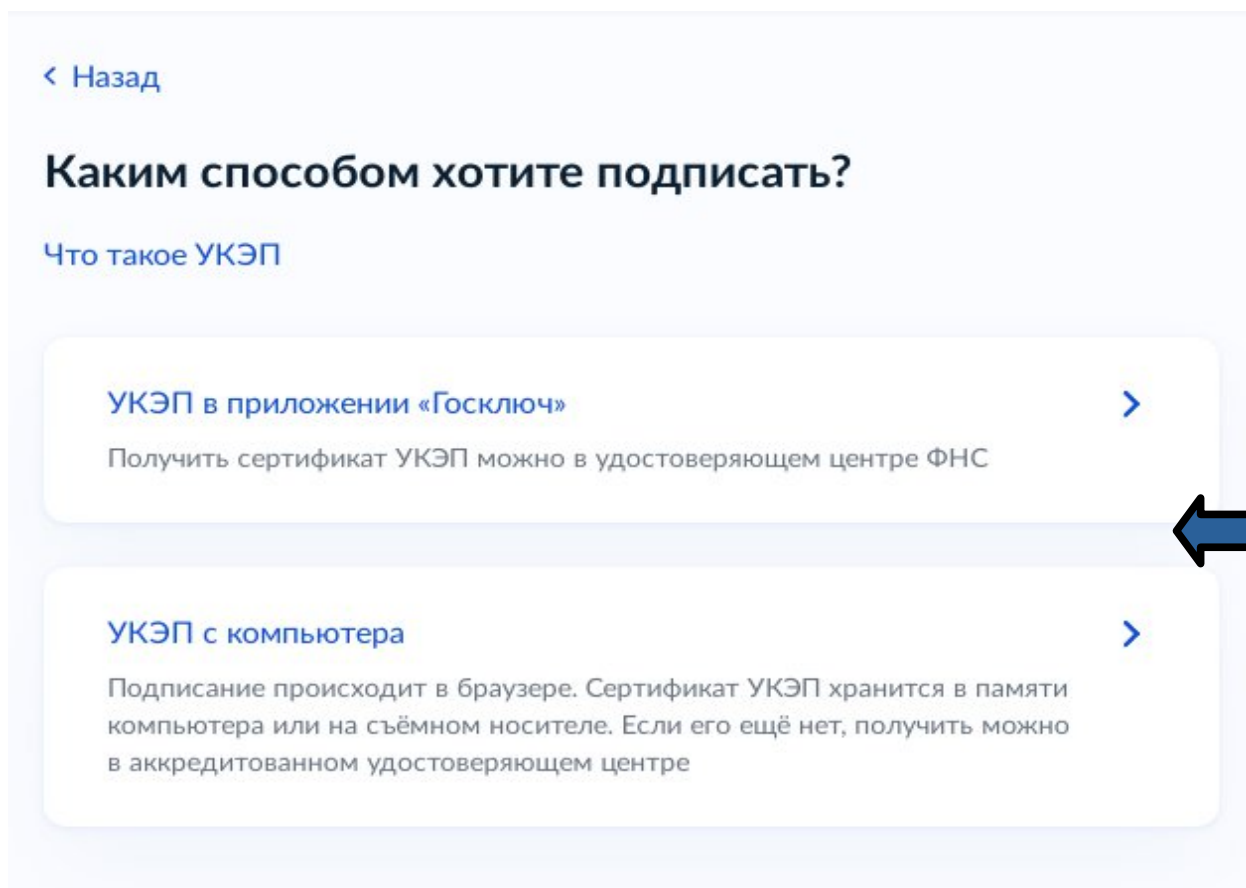 Назад
Каким способом хотите подписать?
Что такое УКЭП
УКЭП в приложении «Госключ»
Получить сертификат УКЭП можно в удостоверяющем центре ФНС
УКЭП с компьютера
Подписание происходит в браузере. Сертификат УКЭП хранится в памяти
компьютера или на съёмном носителе. Если его ещё нет, получить можно
в аккредитованном удостоверяющем центре